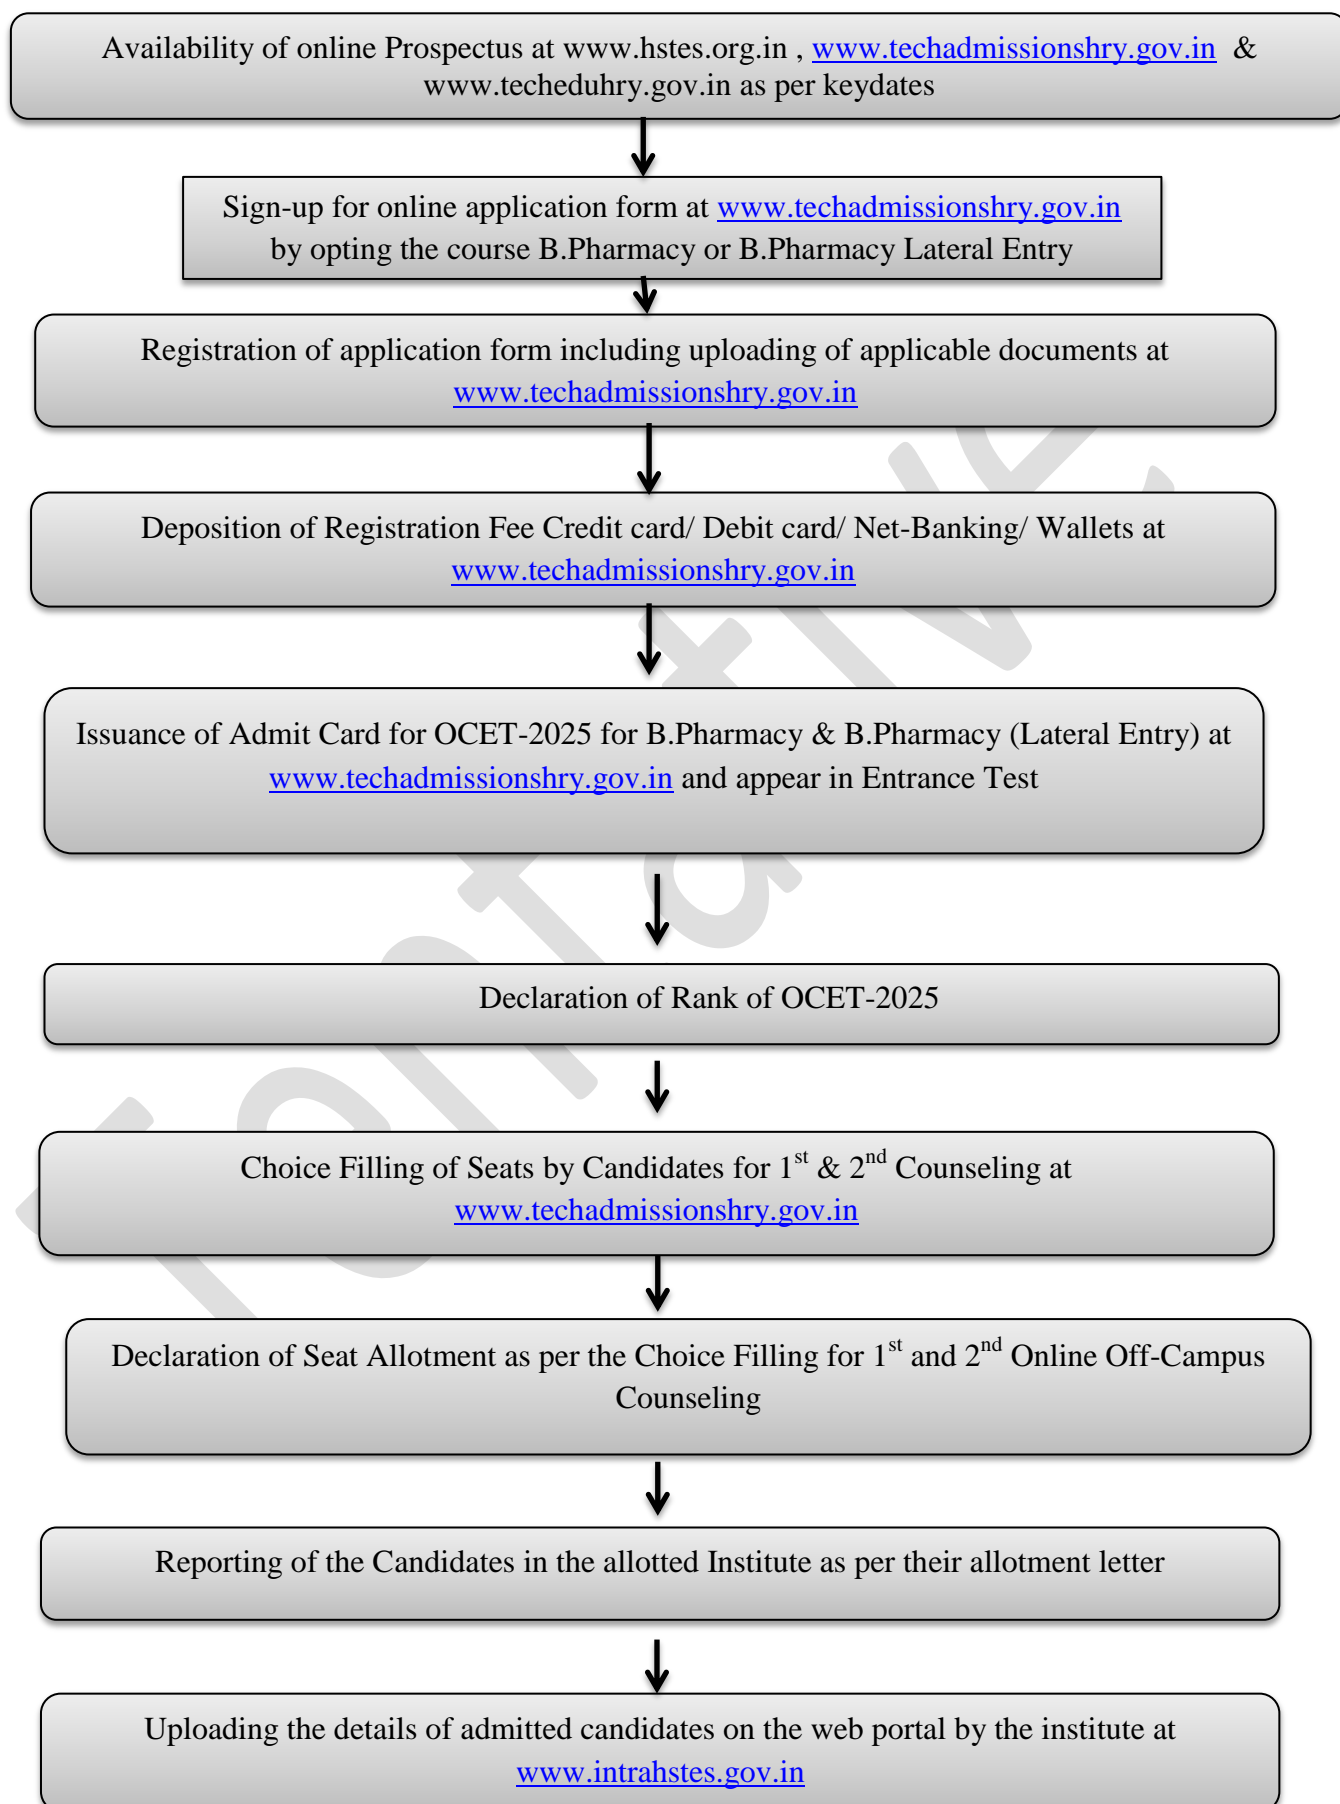 Availability of online Prospectus at www.hstes.org.in , www.techadmissionshry.gov.in &
www.techeduhry.gov.in as per keydates
Sign-up for online application form at www.techadmissionshry.gov.in
by opting the course B.Pharmacy or B.Pharmacy Lateral Entry
Registration of application form including uploading of applicable documents at
www.techadmissionshry.gov.in
Deposition of Registration Fee Credit card/ Debit card/ Net-Banking/ Wallets at
www.techadmissionshry.gov.in
Issuance of Admit Card for OCET-2025 for B.Pharmacy & B.Pharmacy (Lateral Entry) at
www.techadmissionshry.gov.in and appear in Entrance Test
Declaration of Rank of OCET-2025
Choice Filling of Seats by Candidates for 1st & 2nd Counseling at
www.techadmissionshry.gov.in
Declaration of Seat Allotment as per the Choice Filling for 1st and 2nd Online Off-Campus
Counseling
Reporting of the Candidates in the allotted Institute as per their allotment letter
Uploading the details of admitted candidates on the web portal by the institute at
www.intrahstes.gov.in
Tentative